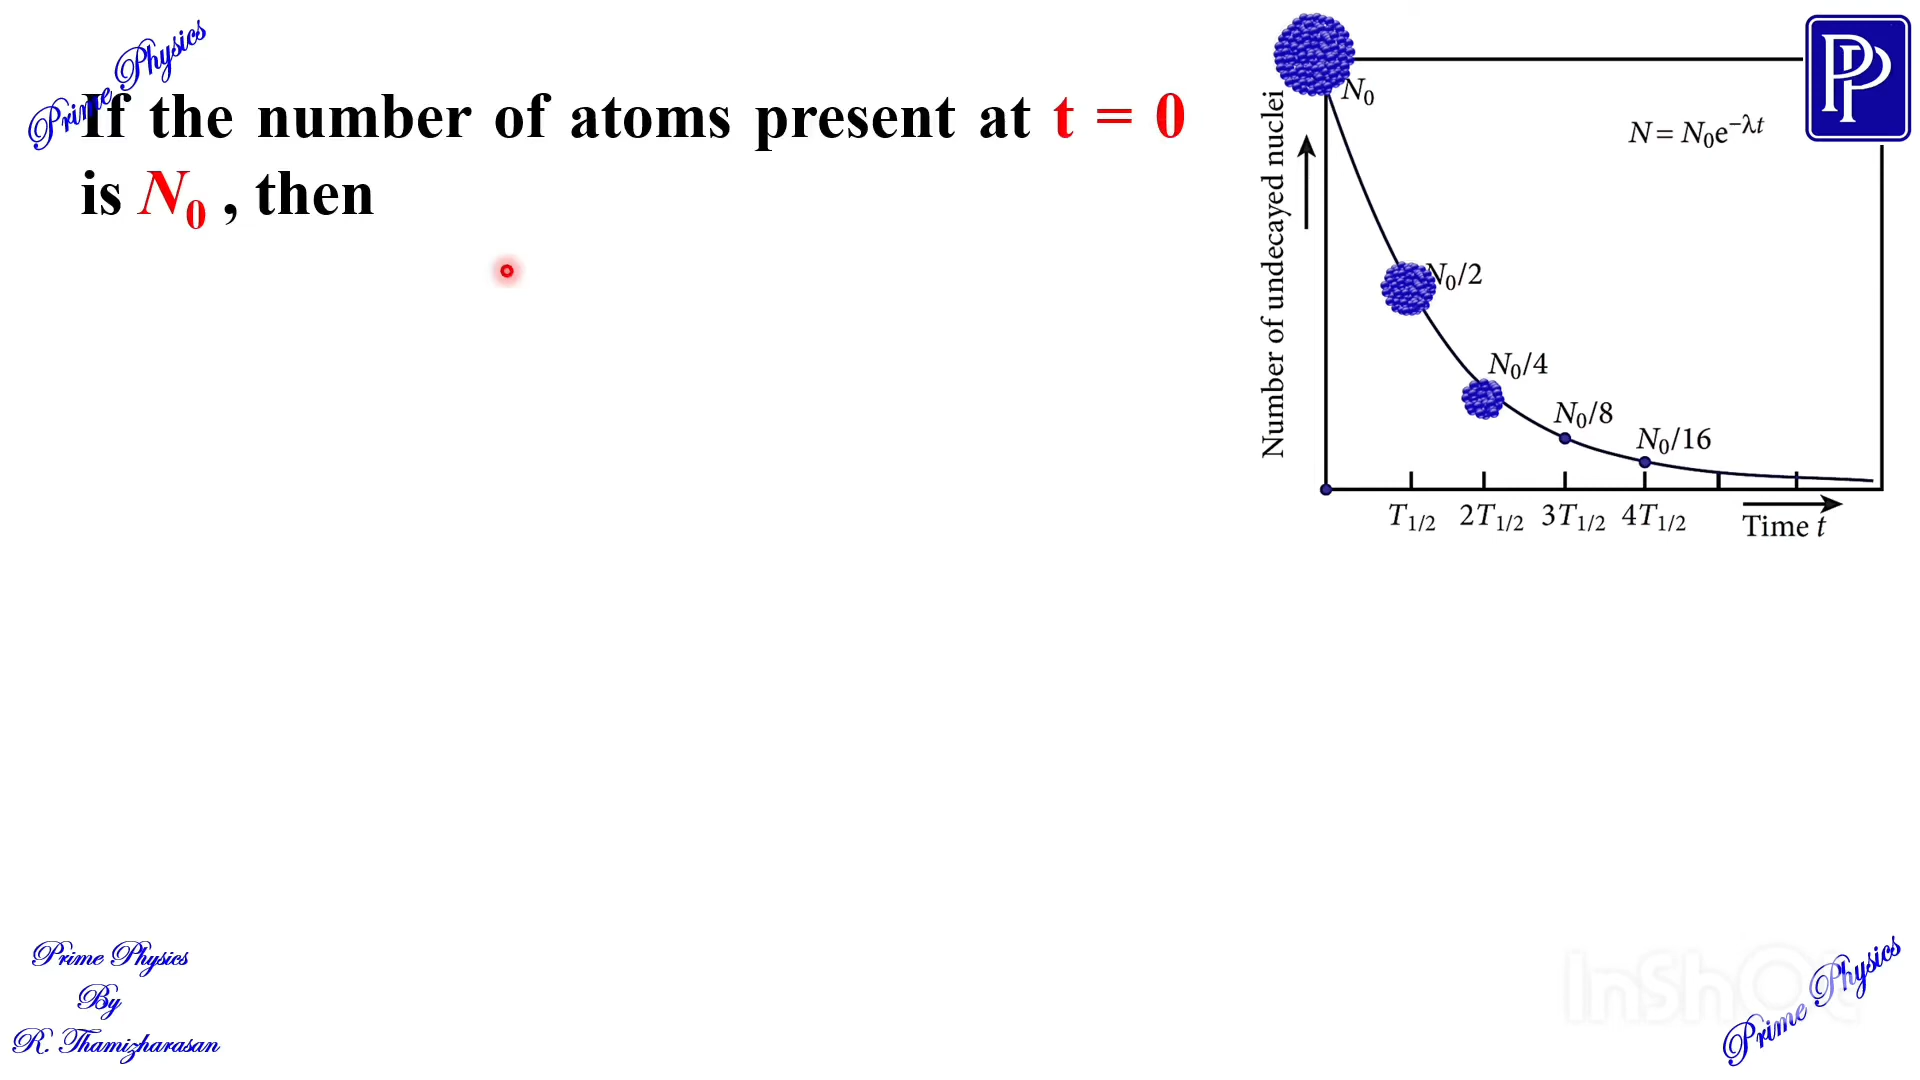 Prime Physics
If the number of atoms present at t = 0
is N₀ , then
N₀
N = N₀e⁻λt
PP
Number of undecayed nuclei
N₀/2
N₀/4
N₀/8
N₀/16
T₁/₂ 2T₁/₂ 3T₁/₂ 4T₁/₂
Time t
Prime Physics
By
R. Thamizharasan
InShOt
Prime Physics